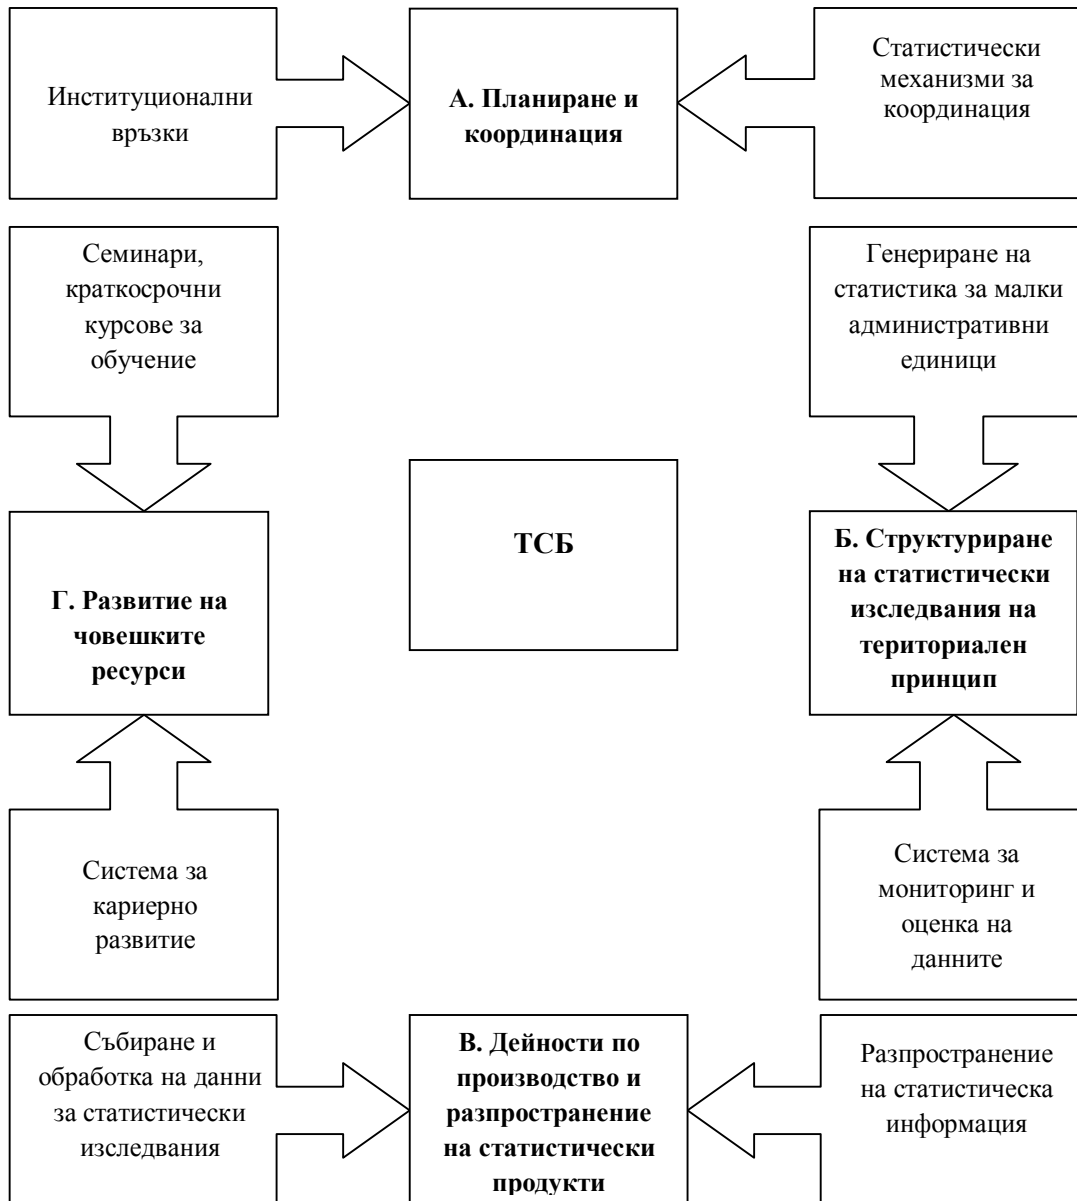 Институционални
връзки
А. Планиране и
координация
Статистически
механизми за
координация
Семинари,
краткосрочни
курсове за
обучение
Генериране на
статистика за малки
административни
единици
Г. Развитие на
човешките
ресурси
ТСБ
Б. Структуриране
на статистически
изследвания на
териториален
принцип
Система за
кариерно
развитие
Система за
мониторинг и
оценка на
данните
Събиране и
обработка на данни
за статистически
изследвания
В. Дейности по
производство и
разпространение
на статистически
продукти
Разпространение
на статистическа
информация